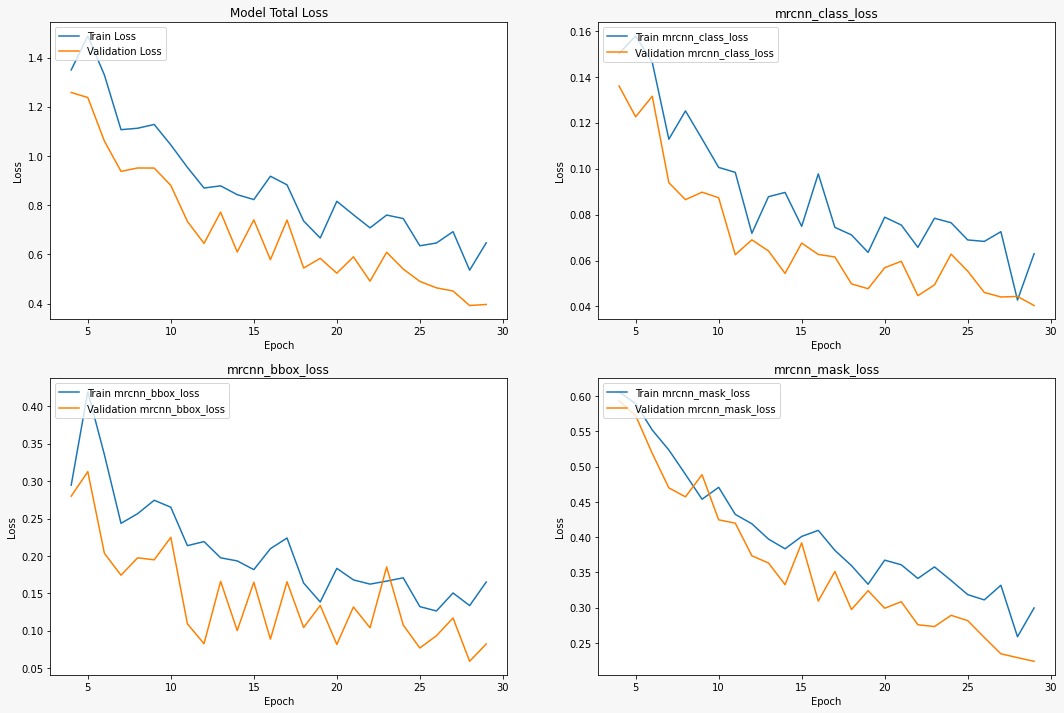 Model Total Loss
Train Loss
Validation Loss
Loss
1.4
1.2
1.0
0.8
0.6
0.4
5 10 15 20 25 30
Epoch
mrcnn_class_loss
Train mrcnn_class_loss
Validation mrcnn_class_loss
Loss
0.16
0.14
0.12
0.10
0.08
0.06
0.04
5 10 15 20 25 30
Epoch
mrcnn_bbox_loss
Train mrcnn_bbox_loss
Validation mrcnn_bbox_loss
Loss
0.40
0.35
0.30
0.25
0.20
0.15
0.10
0.05
5 10 15 20 25 30
Epoch
mrcnn_mask_loss
Train mrcnn_mask_loss
Validation mrcnn_mask_loss
Loss
0.60
0.55
0.50
0.45
0.40
0.35
0.30
0.25
5 10 15 20 25 30
Epoch